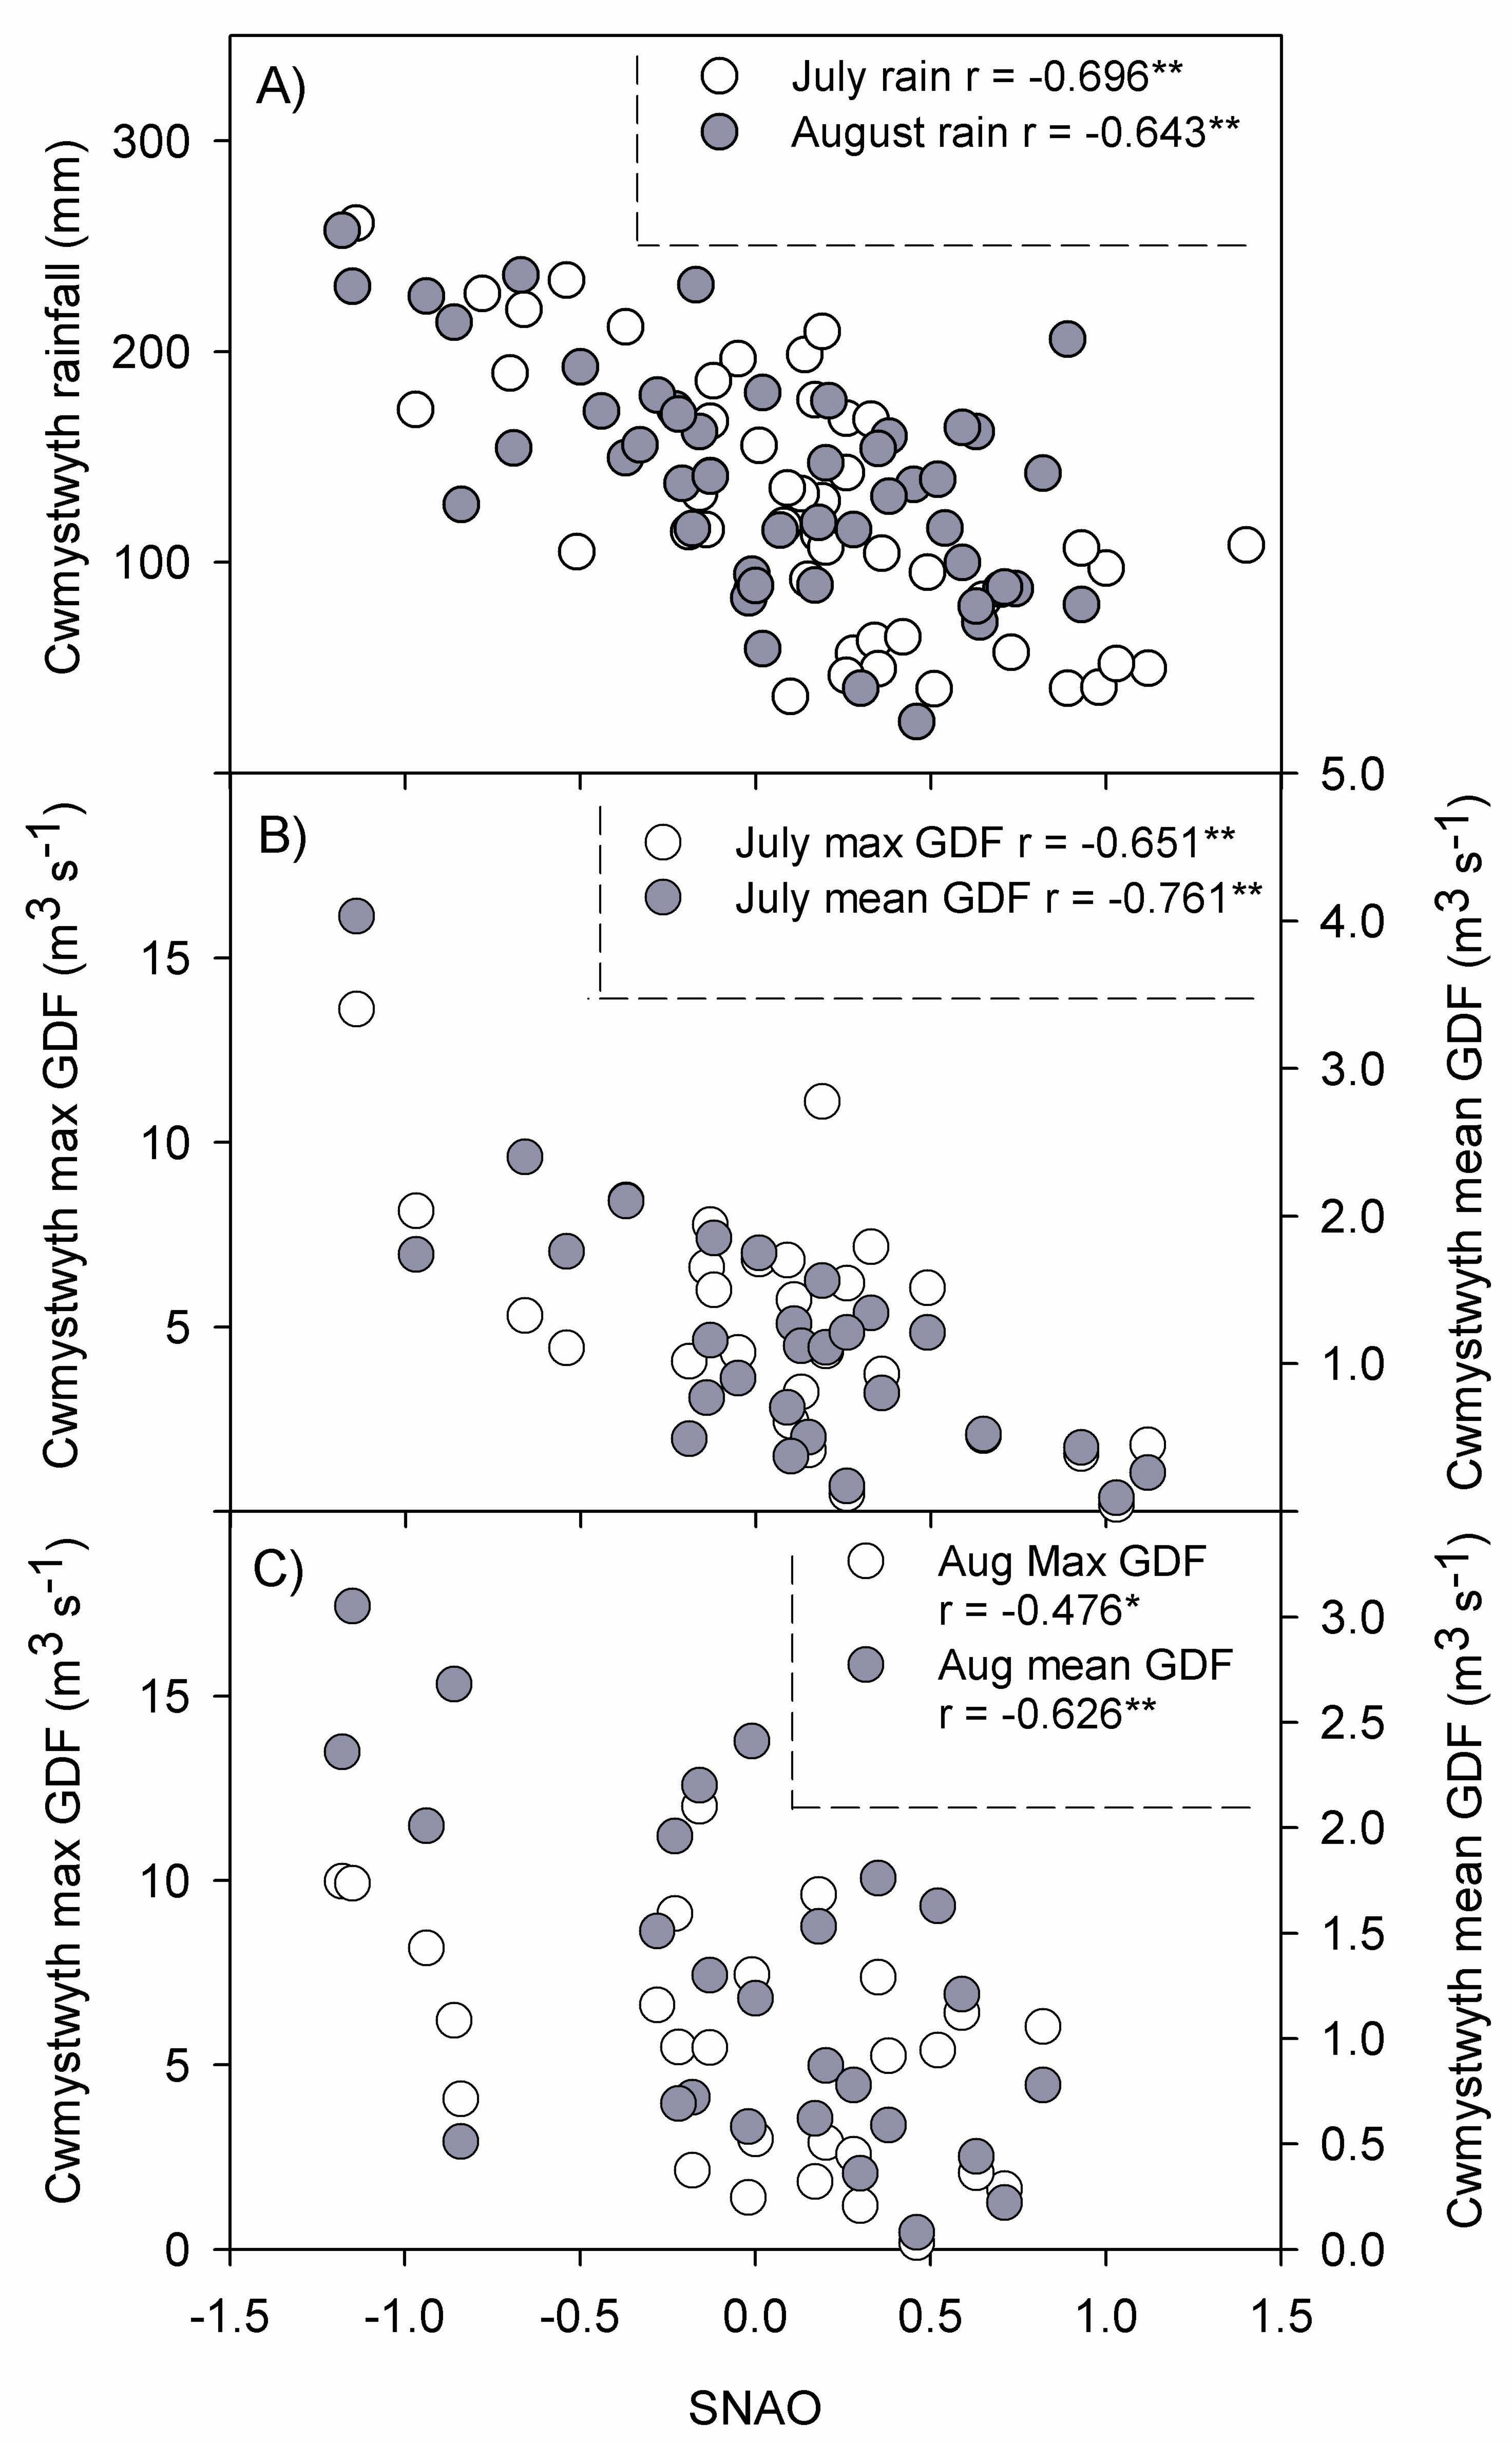 A)
July rain r = -0.696**
August rain r = -0.643**
Cwmystwyth rainfall (mm)
300
200
100
B)
July max GDF r = -0.651**
July mean GDF r = -0.761**
Cwmystwyth max GDF (m3 s-1)
15
10
5
Cwmystwyth mean GDF (m3 s-1)
5.0
4.0
3.0
2.0
1.0
C)
Aug Max GDF
r = -0.476*
Aug mean GDF
r = -0.626**
Cwmystwyth max GDF (m3 s-1)
15
10
5
0
Cwmystwyth mean GDF (m3 s-1)
3.0
2.5
2.0
1.5
1.0
0.5
0.0
-1.5 -1.0 -0.5 0.0 0.5 1.0 1.5
SNAO